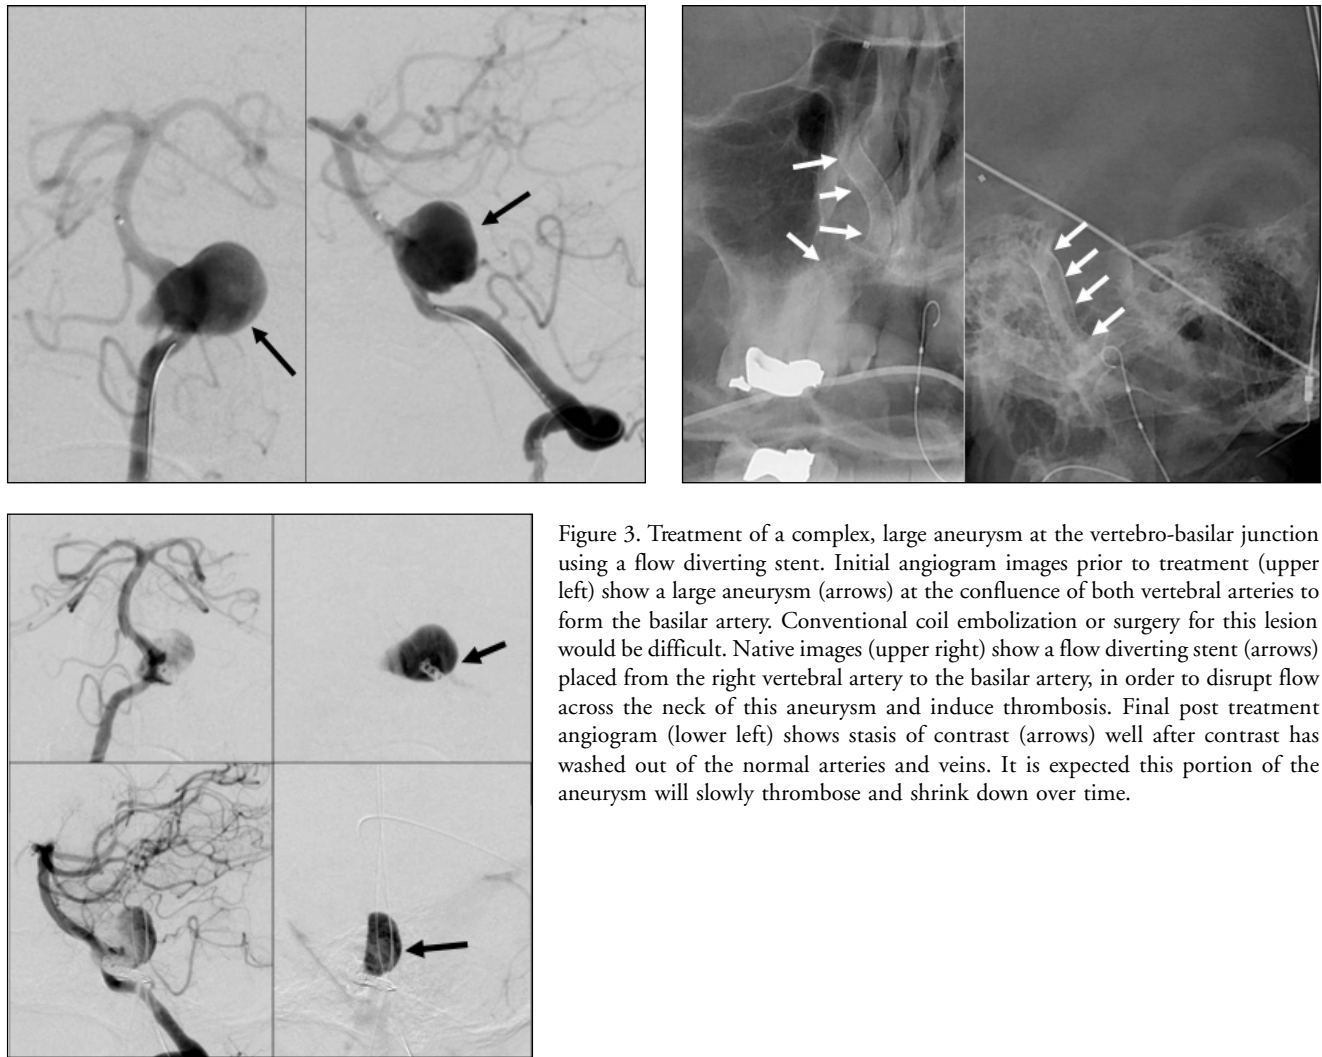 Figure 3. Treatment of a complex, large aneurysm at the vertebro-basilar junction
using a flow diverting stent. Initial angiogram images prior to treatment (upper
left) show a large aneurysm (arrows) at the confluence of both vertebral arteries to
form the basilar artery. Conventional coil embolization or surgery for this lesion
would be difficult. Native images (upper right) show a flow diverting stent (arrows)
placed from the right vertebral artery to the basilar artery, in order to disrupt flow
across the neck of this aneurysm and induce thrombosis. Final post treatment
angiogram (lower left) shows stasis of contrast (arrows) well after contrast has
washed out of the normal arteries and veins. It is expected this portion of the
aneurysm will slowly thrombose and shrink down over time.